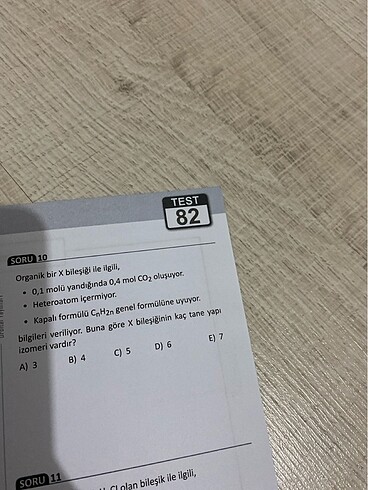 TEST
82
SORU 10
Organik bir X bileşiği ile ilgili,
• 0,1 molü yandığında 0,4 mol CO₂ oluşuyor.
• Heteroatom içermiyor.
• Kapalı formülü CnH2n genel formülüne uyuyor.
bilgileri veriliyor. Buna göre X bileşiğinin kaç tane yapı
izomeri vardır?
A) 3 B) 4 C) 5 D) 6 E) 7
SORU 11
olan bileşik ile ilgili,